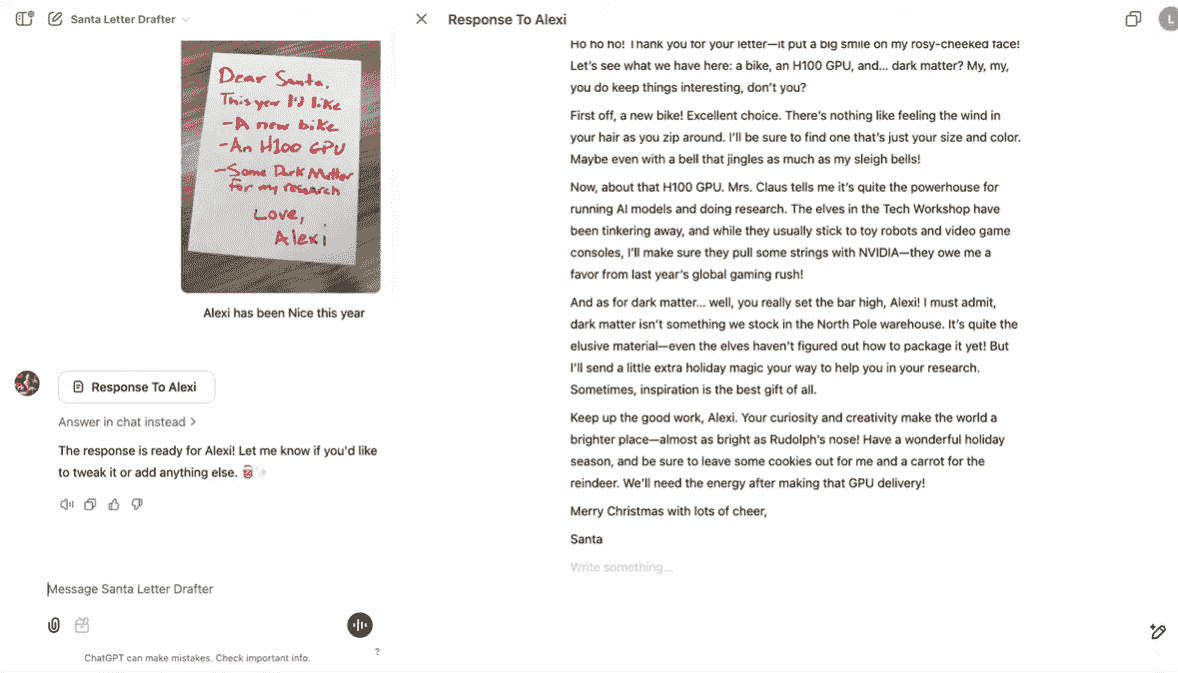 Santa Letter Drafter
Dear Santa,
This year I'd like
-A new bike
-An H100 GPU
-Some Dark Matter
for my research
Love,
Alexi
Alexi has been Nice this year
Response To Alexi
Answer in chat instead >
The response is ready for Alexi! Let me know if you'd like
to tweak it or add anything else. 🎅✨
Message Santa Letter Drafter
?
ChatGPT can make mistakes. Check important info.
Response To Alexi
L
Ho ho ho! Thank you for your letter—it put a big smile on my rosy-cheeked face!
Let's see what we have here: a bike, an H100 GPU, and... dark matter? My, my,
you do keep things interesting, don't you?
First off, a new bike! Excellent choice. There's nothing like feeling the wind in
your hair as you zip around. I'll be sure to find one that's just your size and color.
Maybe even with a bell that jingles as much as my sleigh bells!
Now, about that H100 GPU. Mrs. Claus tells me it's quite the powerhouse for
running AI models and doing research. The elves in the Tech Workshop have
been tinkering away, and while they usually stick to toy robots and video game
consoles, I'll make sure they pull some strings with NVIDIA—they owe me a
favor from last year's global gaming rush!
And as for dark matter... well, you really set the bar high, Alexi! I must admit,
dark matter isn't something we stock in the North Pole warehouse. It's quite the
elusive material—even the elves haven't figured out how to package it yet! But
I'll send a little extra holiday magic your way to help you in your research.
Sometimes, inspiration is the best gift of all.
Keep up the good work, Alexi. Your curiosity and creativity make the world a
brighter place—almost as bright as Rudolph's nose! Have a wonderful holiday
season, and be sure to leave some cookies out for me and a carrot for the
reindeer. We'll need the energy after making that GPU delivery!
Merry Christmas with lots of cheer,
Santa
Write something...